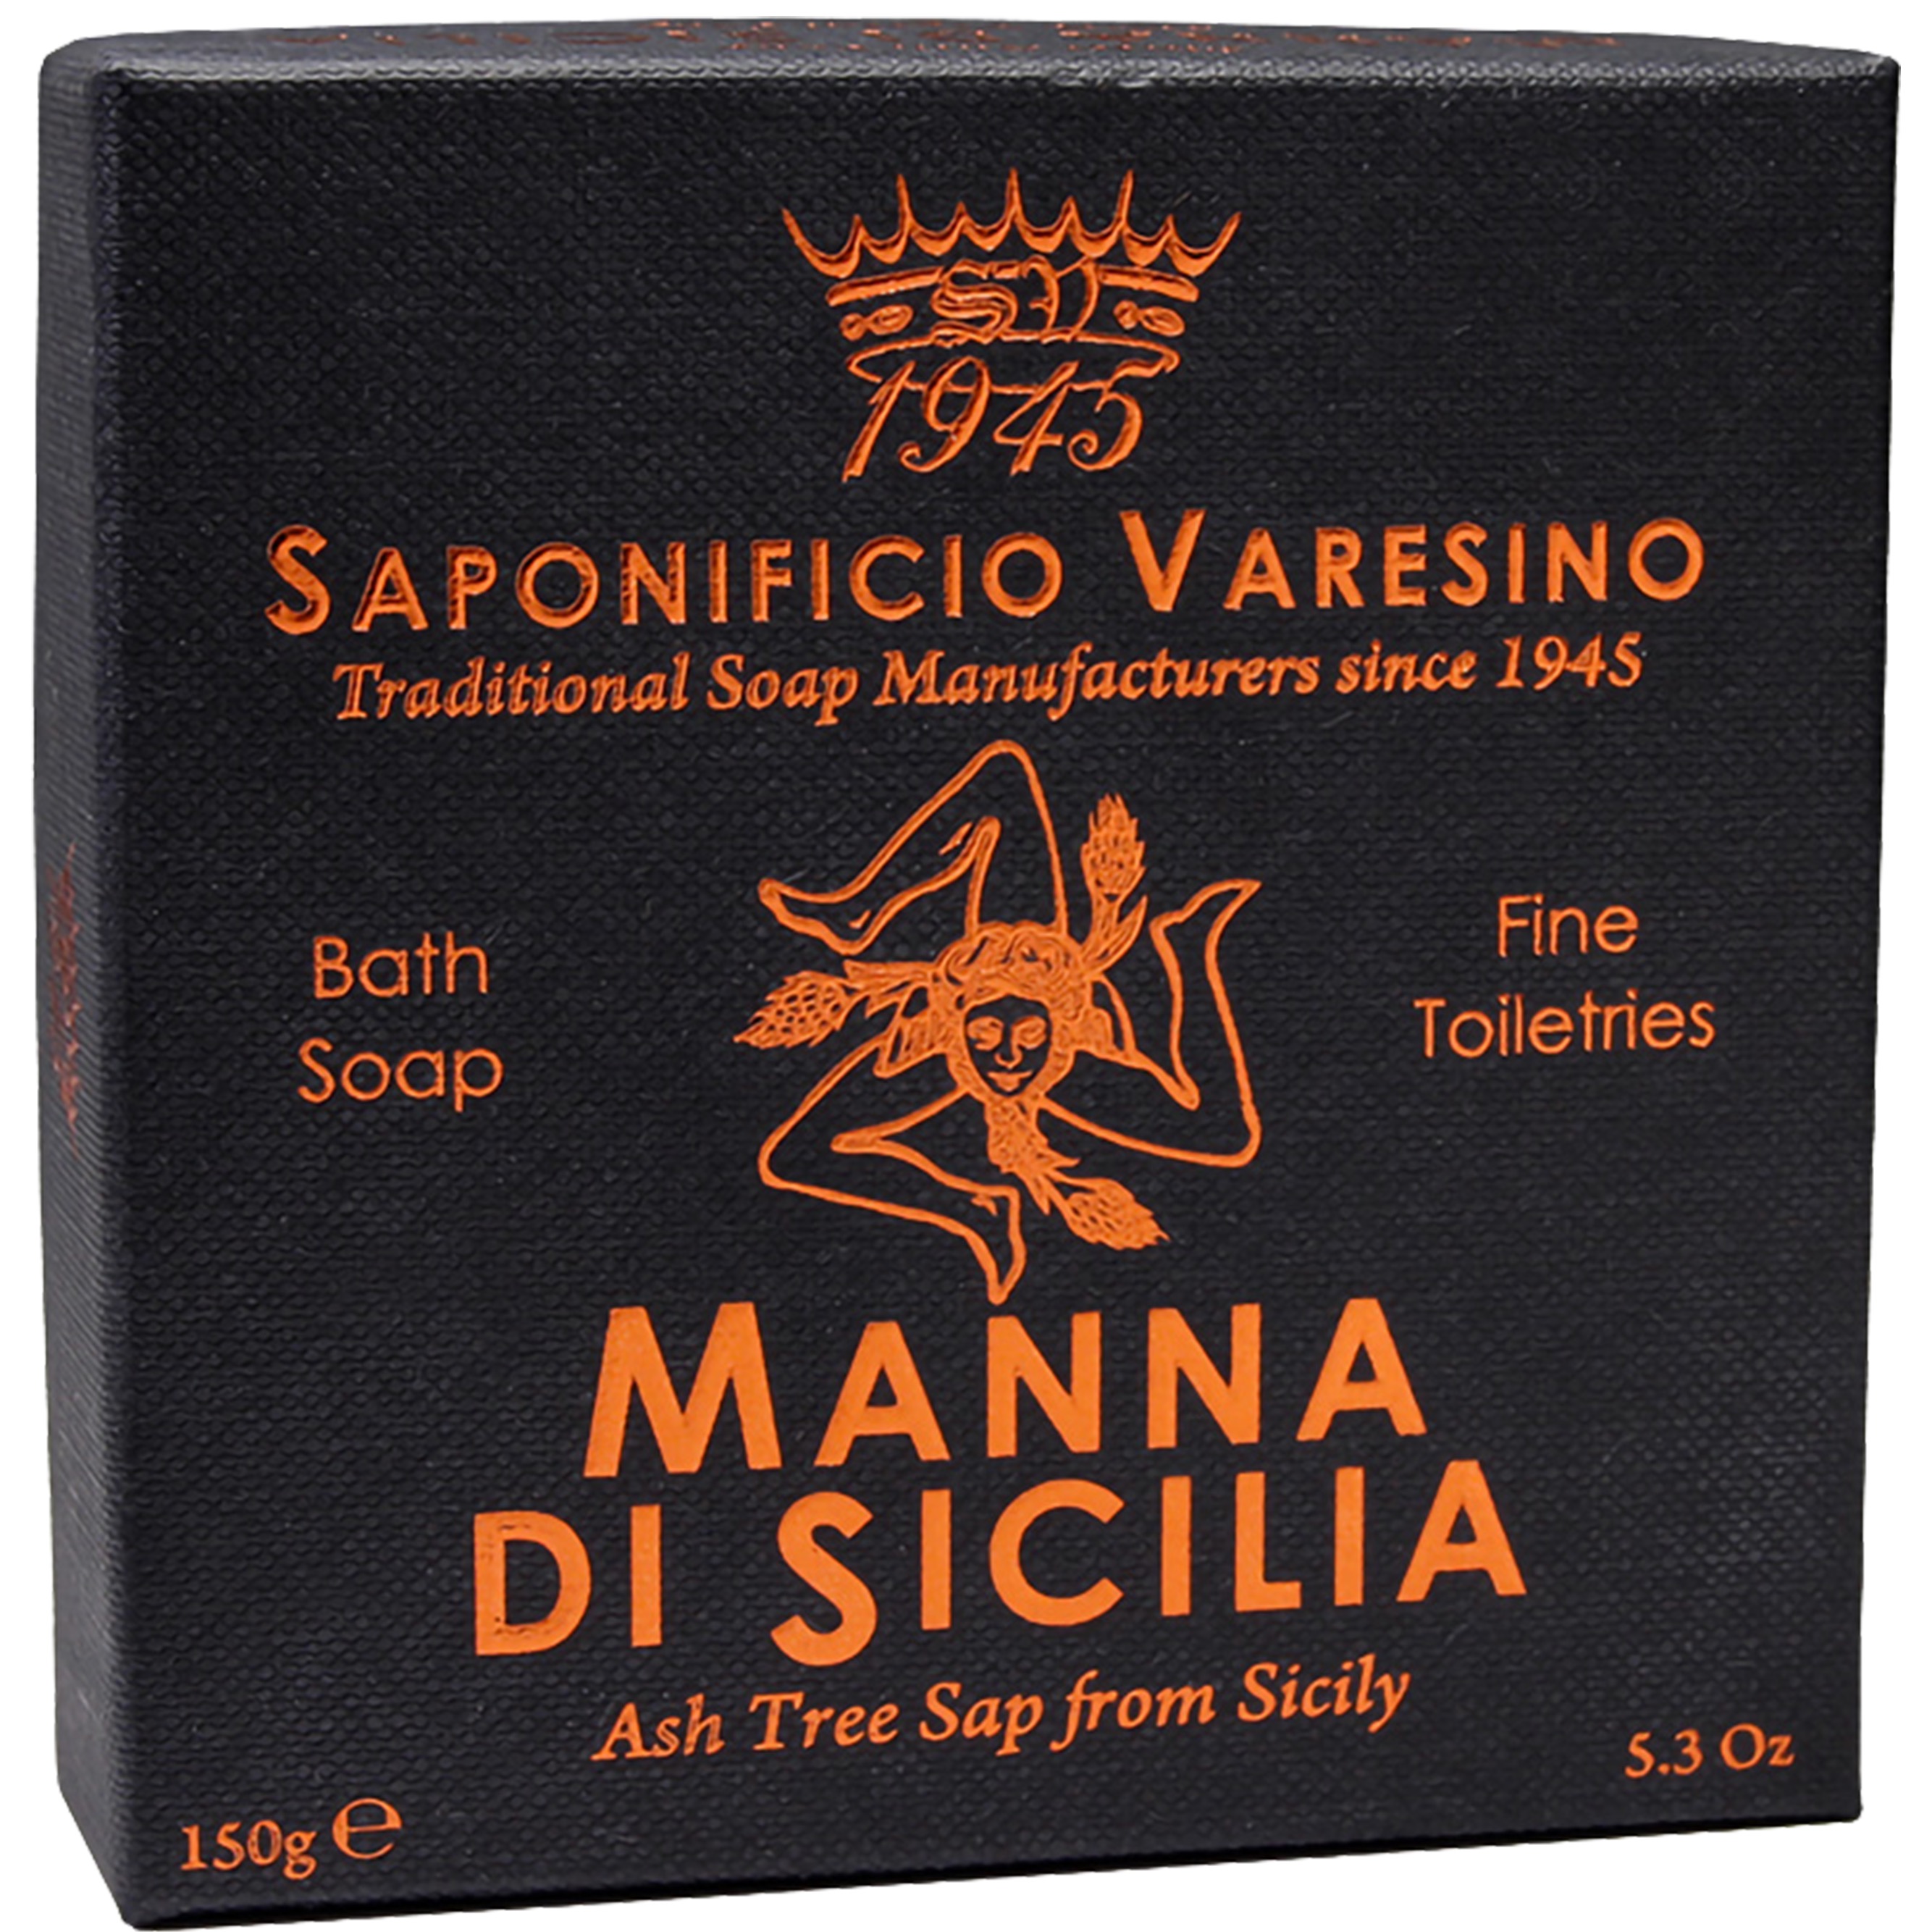 SV
1945
SAPONIFICIO VARESINO
Traditional Soap Manufacturers since 1945
Bath
Soap
Fine
Toiletries
MANNA
DI SICILIA
Ash Tree Sap from Sicily
150g ℮
5.3 Oz